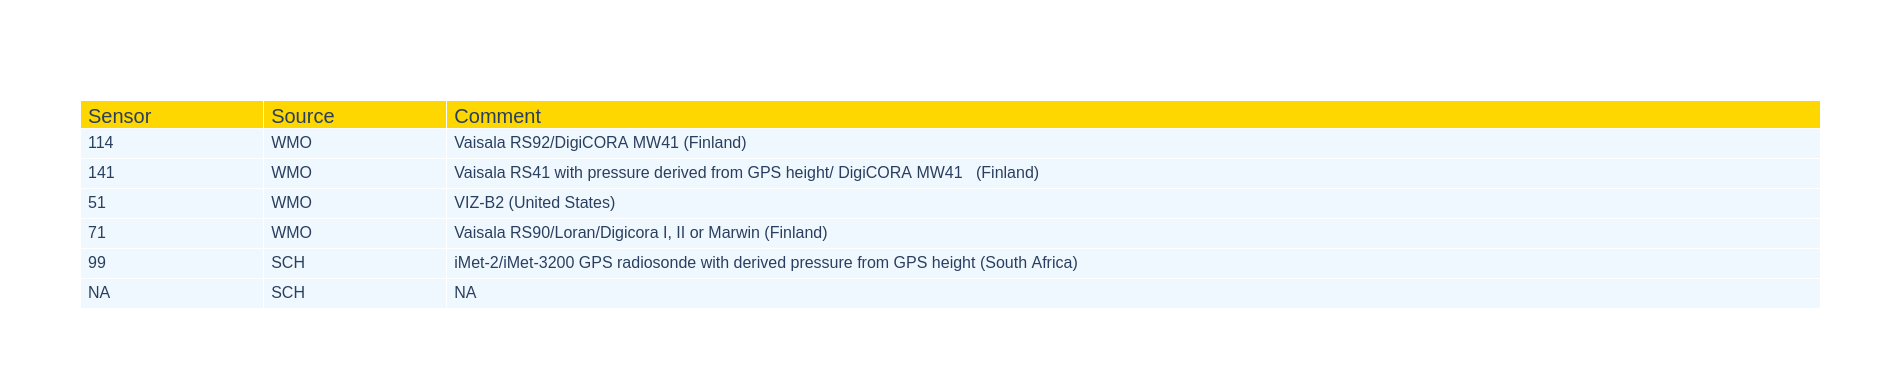 Sensor Source Comment
114 WMO Vaisala RS92/DigiCORA MW41 (Finland)
141 WMO Vaisala RS41 with pressure derived from GPS height/ DigiCORA MW41   (Finland)
51 WMO VIZ-B2 (United States)
71 WMO Vaisala RS90/Loran/Digicora I, II or Marwin (Finland)
99 SCH iMet-2/iMet-3200 GPS radiosonde with derived pressure from GPS height (South Africa)
NA SCH NA